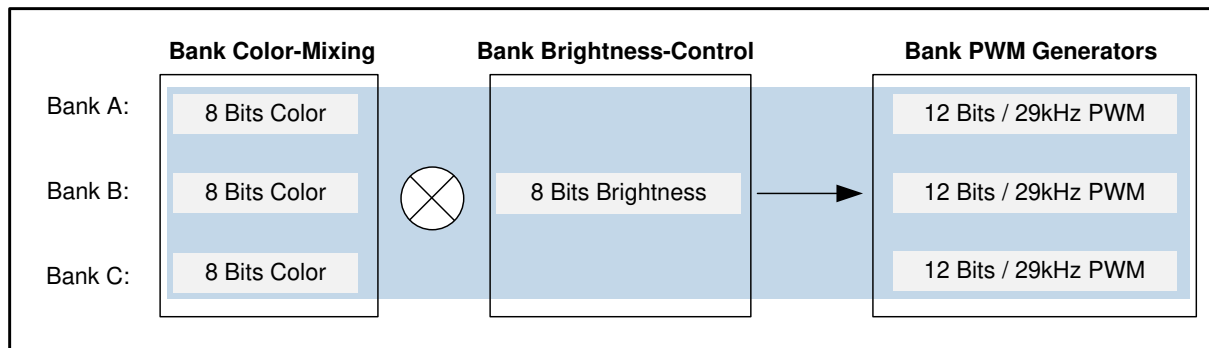 Bank Color-Mixing Bank Brightness-Control Bank PWM Generators
Bank A: 8 Bits Color 12 Bits / 29kHz PWM
Bank B: 8 Bits Color 8 Bits Brightness 12 Bits / 29kHz PWM
Bank C: 8 Bits Color 12 Bits / 29kHz PWM